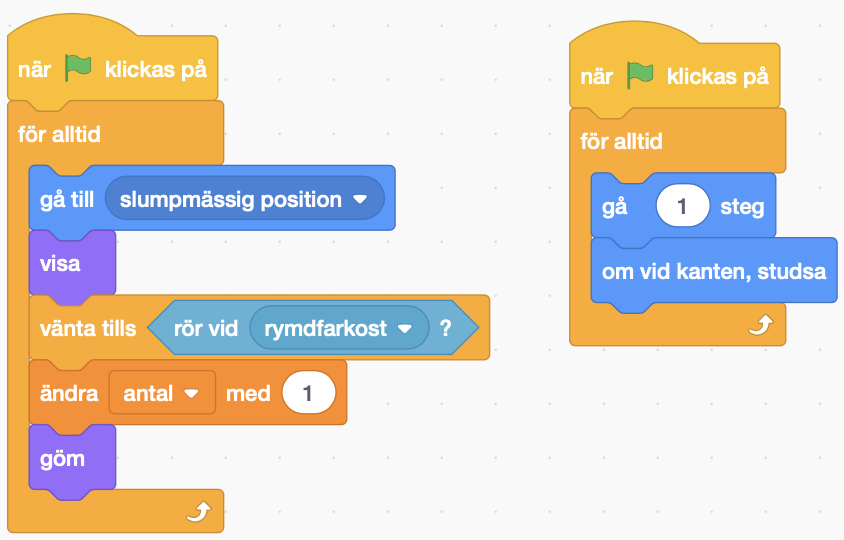 när klickas på
för alltid
gå till slumpmässig position
visa
vänta tills rör vid rymdfarkost ?
ändra antal med 1
göm
när klickas på
för alltid
gå 1 steg
om vid kanten, studsa